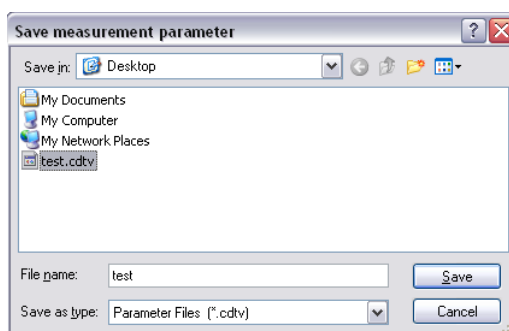 Save measurement parameter
Save in: Desktop
My Documents
My Computer
My Network Places
test.cdtv
File name: test Save
Save as type: Parameter Files (*.cdtv) Cancel